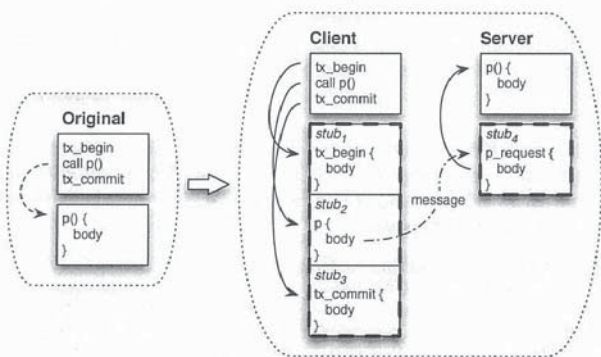 Original
tx_begin
call p()
tx_commit
p() {
body
}
Client
tx_begin
call p()
tx_commit
stub1
tx_begin {
body
}
stub2
p {
body
}
stub3
tx_commit {
body
}
message
Server
p() {
body
}
stub4
p_request {
body
}